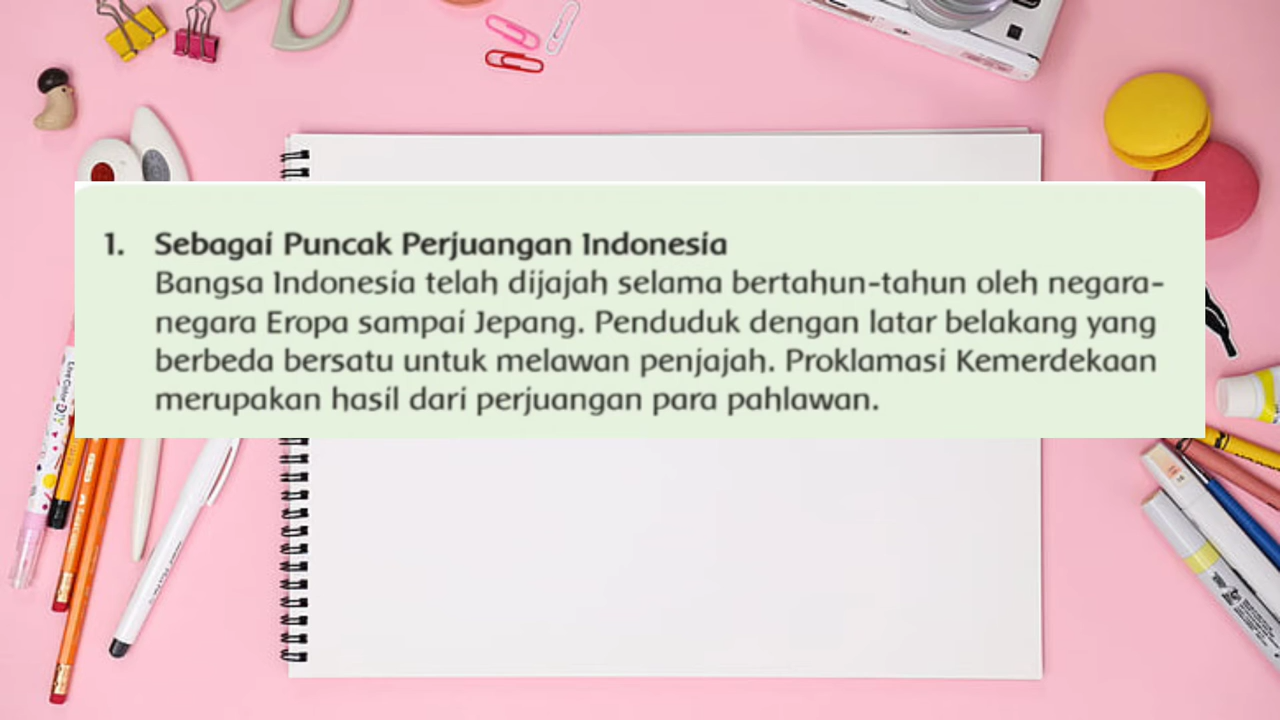 1. Sebagai Puncak Perjuangan Indonesia
Bangsa Indonesia telah dijajah selama bertahun-tahun oleh negara-
negara Eropa sampai Jepang. Penduduk dengan latar belakang yang
berbeda bersatu untuk melawan penjajah. Proklamasi Kemerdekaan
merupakan hasil dari perjuangan para pahlawan.